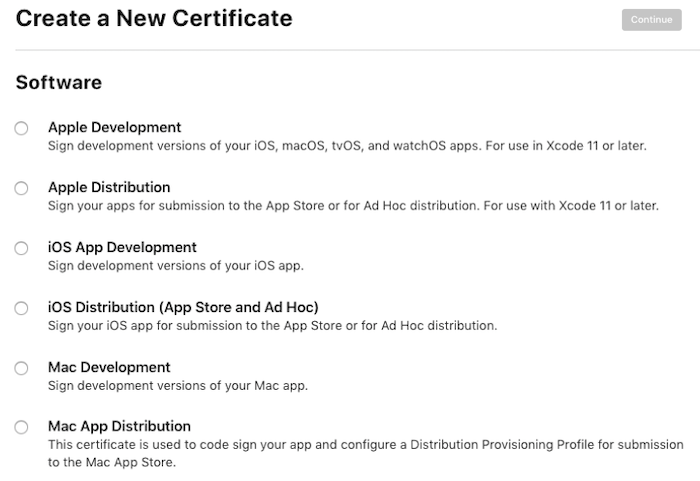 Create a New Certificate
Continue
Software
Apple Development
Sign development versions of your iOS, macOS, tvOS, and watchOS apps. For use in Xcode 11 or later.
Apple Distribution
Sign your apps for submission to the App Store or for Ad Hoc distribution. For use with Xcode 11 or later.
iOS App Development
Sign development versions of your iOS app.
iOS Distribution (App Store and Ad Hoc)
Sign your iOS app for submission to the App Store or for Ad Hoc distribution.
Mac Development
Sign development versions of your Mac app.
Mac App Distribution
This certificate is used to code sign your app and configure a Distribution Provisioning Profile for submission
to the Mac App Store.